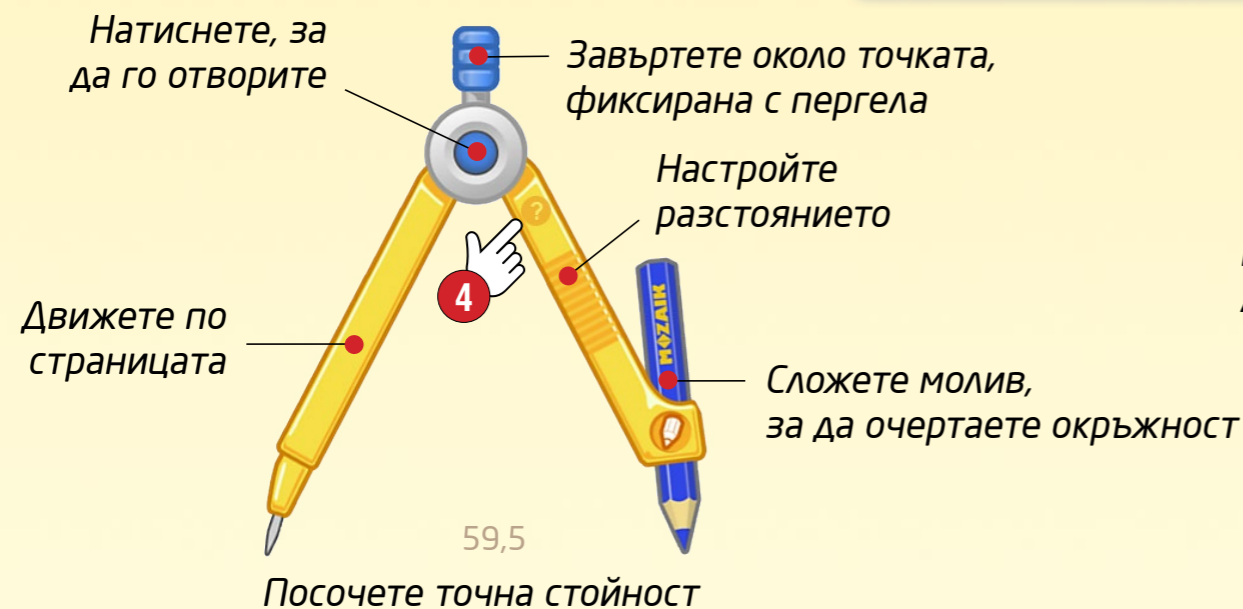 Натиснете, за
да го отворите
Завъртете около точката,
фиксирана с пергела
Настройте
разстоянието
?
4
MOZAIK
Движете по
страницата
Сложете молив,
за да очертаете окръжност
59,5
Посочете точна стойност